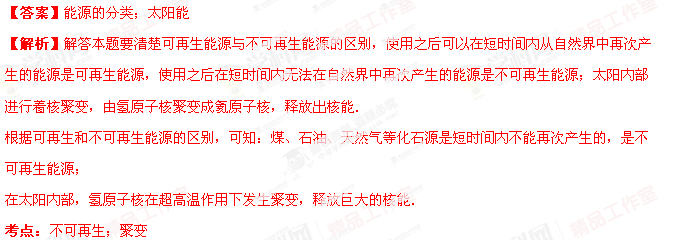 【答案】能源的分类；太阳能
【解析】解答本题要清楚可再生能源与不可再生能源的区别，使用之后可以在短时间内从自然界中再次产
生的能源是可再生能源，使用之后在短时间内无法在自然界中再次产生的能源是不可再生能源；太阳内部
进行着核聚变，由氢原子核聚变成氦原子核，释放出核能．
根据可再生和不可再生能源的区别，可知：煤、石油、天然气等化石源是短时间内不能再次产生的，是不
可再生能源；
在太阳内部，氢原子核在超高温作用下发生聚变，释放巨大的核能．
考点：不可再生；聚变
精品工作室